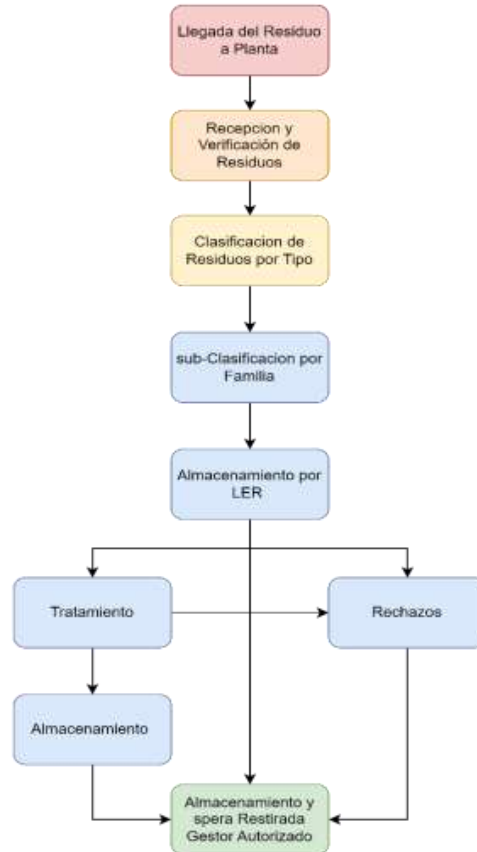 Llegada del Residuo
a Planta
Recepcion y
Verificación de
Residuos
Clasificacion de
Residuos por Tipo
sub-Clasificacion por
Familia
Almacenamiento por
LER
Tratamiento
Rechazos
Almacenamiento
Almacenamiento y
spera Restirada
Gestor Autorizado